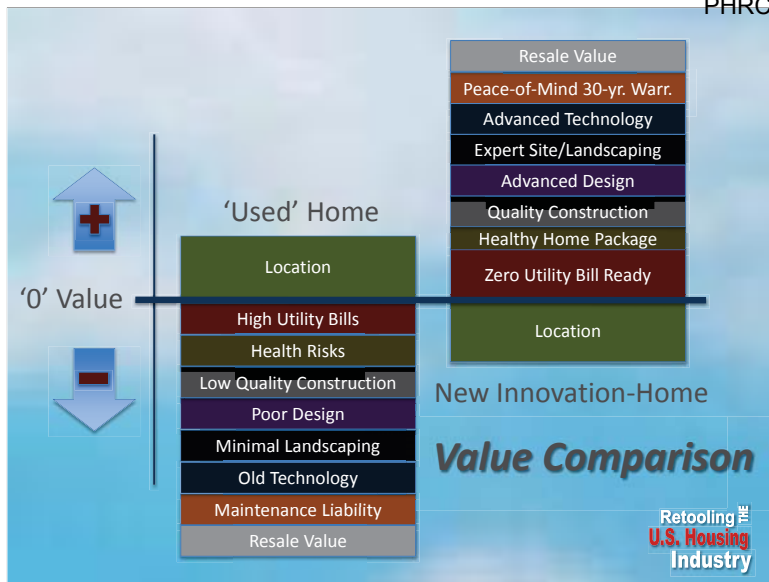 PHRC
Resale Value
Peace-of-Mind 30-yr. Warr.
Advanced Technology
Expert Site/Landscaping
Advanced Design
Quality Construction
Healthy Home Package
Zero Utility Bill Ready
Location
New Innovation-Home
'Used' Home
Location
'0' Value
High Utility Bills
Health Risks
Low Quality Construction
Poor Design
Minimal Landscaping
Old Technology
Maintenance Liability
Resale Value
Value Comparison
Retooling THE
U.S. Housing
Industry